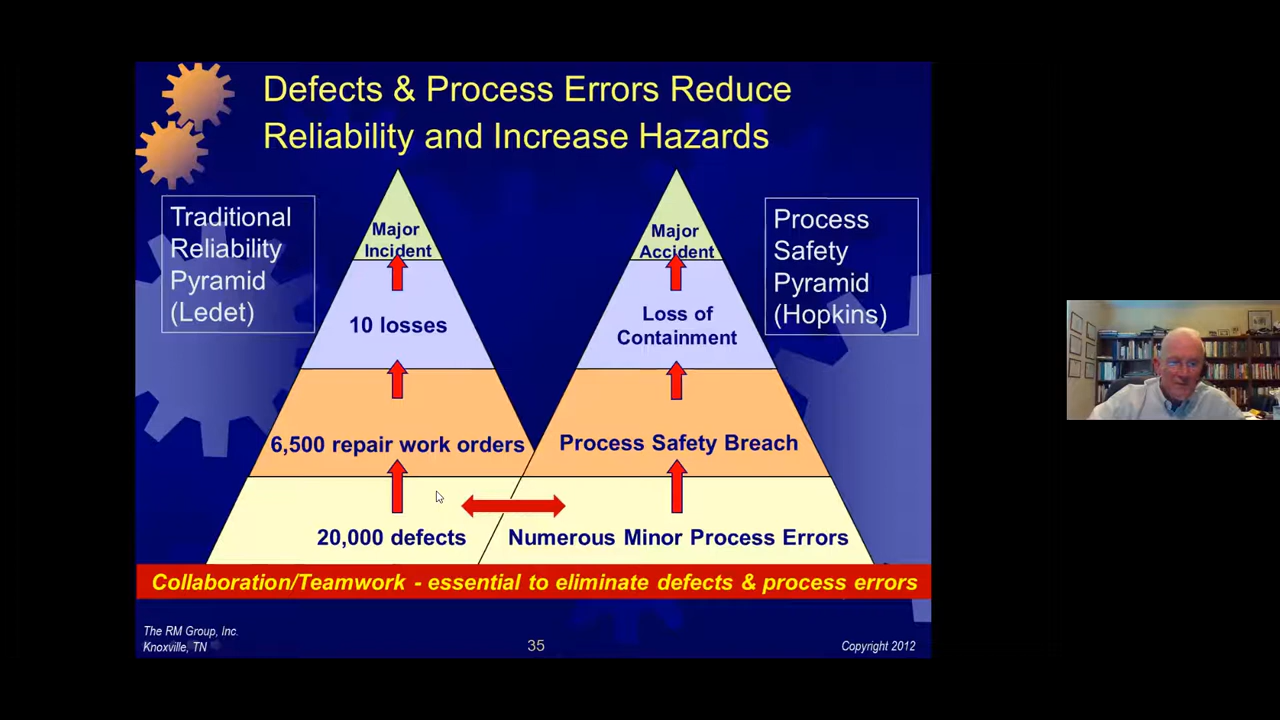 Defects & Process Errors Reduce
Reliability and Increase Hazards
Traditional
Reliability
Pyramid
(Ledet)
Major
Incident
10 losses
6,500 repair work orders
20,000 defects
Major
Accident
Loss of
Containment
Process Safety Breach
Numerous Minor Process Errors
Process
Safety
Pyramid
(Hopkins)
Collaboration/Teamwork - essential to eliminate defects & process errors
The RM Group, Inc.
Knoxville, TN
35
Copyright 2012